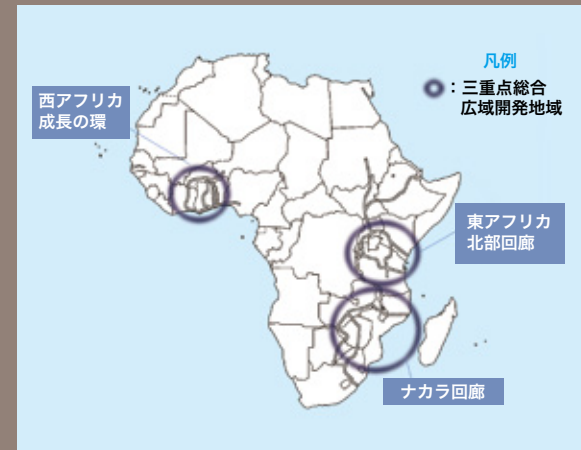 凡例
：三重点総合
広域開発地域
西アフリカ
成長の環
東アフリカ
北部回廊
ナカラ回廊